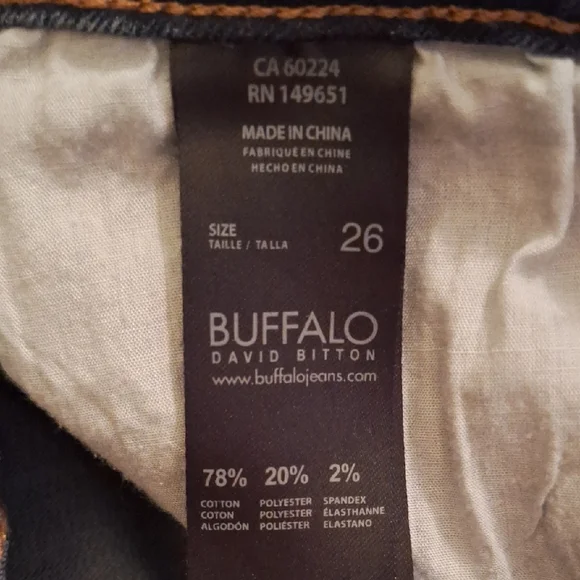 CA 60224
RN 149651
MADE IN CHINA
FABRIQUÉ EN CHINE
HECHO EN CHINA
SIZE
TAILLE / TALLA
26
BUFFALO
DAVID BITTON
www.buffalojeans.com
78% 20% 2%
COTTON POLYESTER SPANDEX
COTON POLYESTER ÉLASTHANNE
ALGODÓN POLIÉSTER ELASTANO